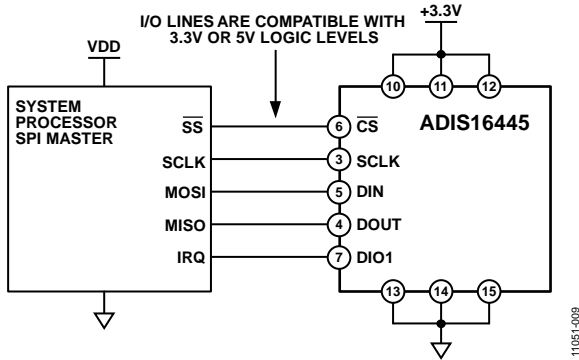 I/O LINES ARE COMPATIBLE WITH
3.3V OR 5V LOGIC LEVELS
+3.3V
VDD
10 11 12
SYSTEM
PROCESSOR
SPI MASTER
ADIS16445
SS 6 CS
SCLK 3 SCLK
MOSI 5 DIN
MISO 4 DOUT
IRQ 7 DIO1
13 14 15
11051-009